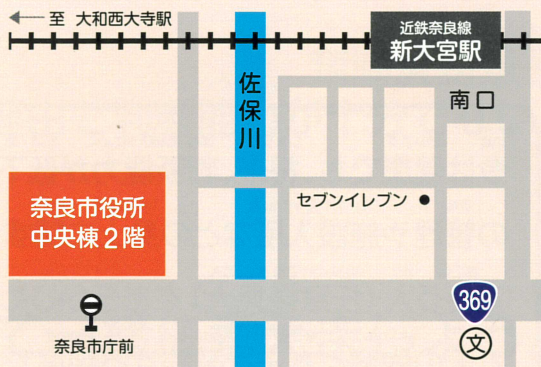 至 大和西大寺駅
近鉄奈良線
新大宮駅
佐保川
南口
奈良市役所
中央棟2階
セブンイレブン
369
文
奈良市庁前